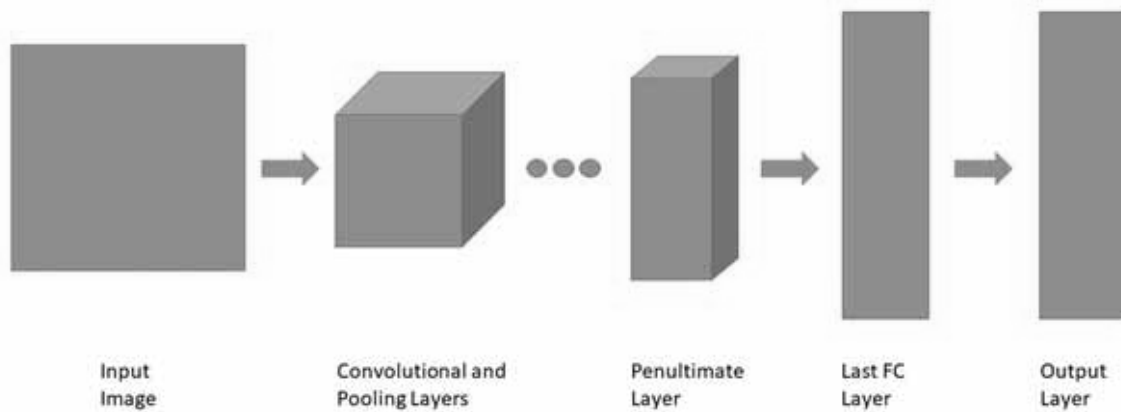 Input
Image
Convolutional and
Pooling Layers
Penultimate
Layer
Last FC
Layer
Output
Layer